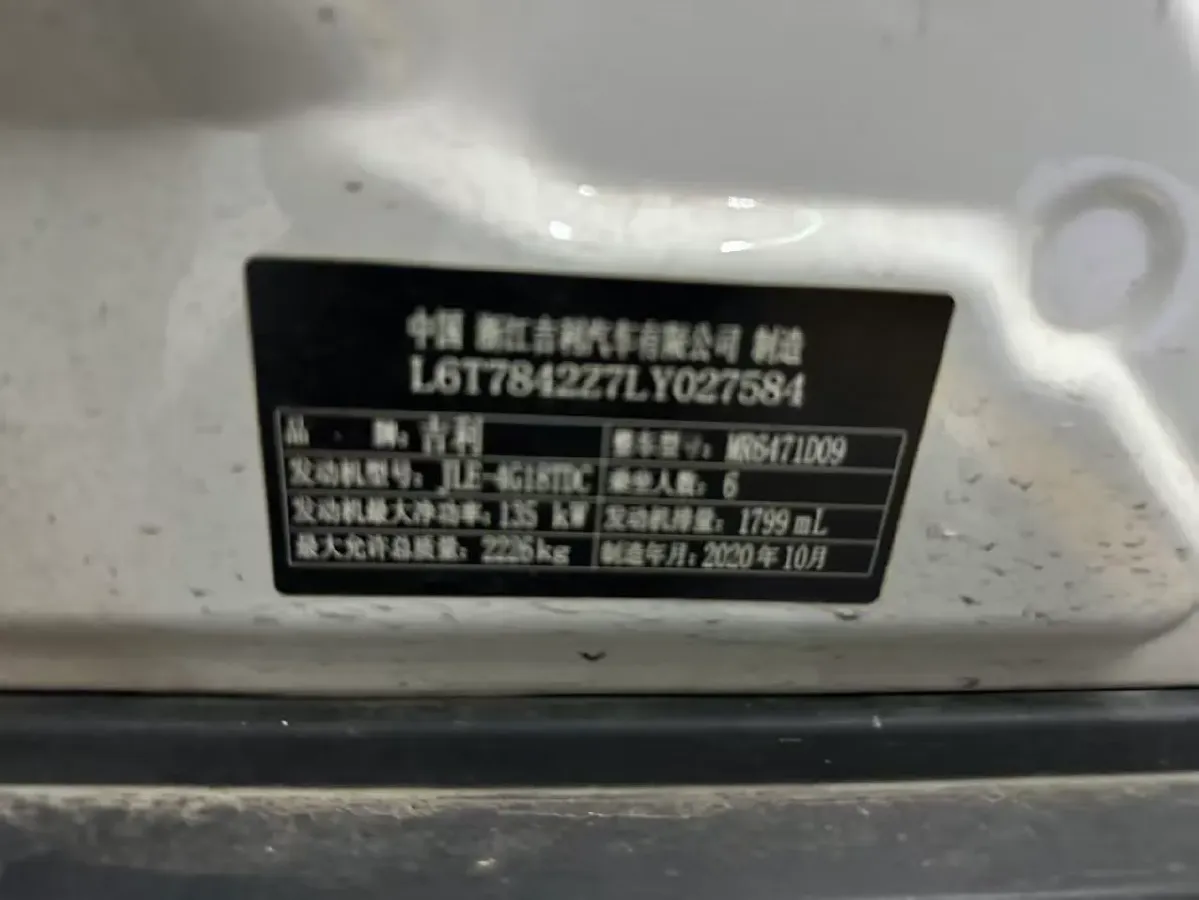 中国 浙江吉利汽车有限公司 制造
L6T7842Z7LY027584
品 牌：吉利 整车型号：MR6471D09
发动机型号：JLE-4G18TDC 乘坐人数：6
发动机最大净功率：135 kW 发动机排量：1799 mL
最大允许总质量：2226kg 制造年月：2020年10月